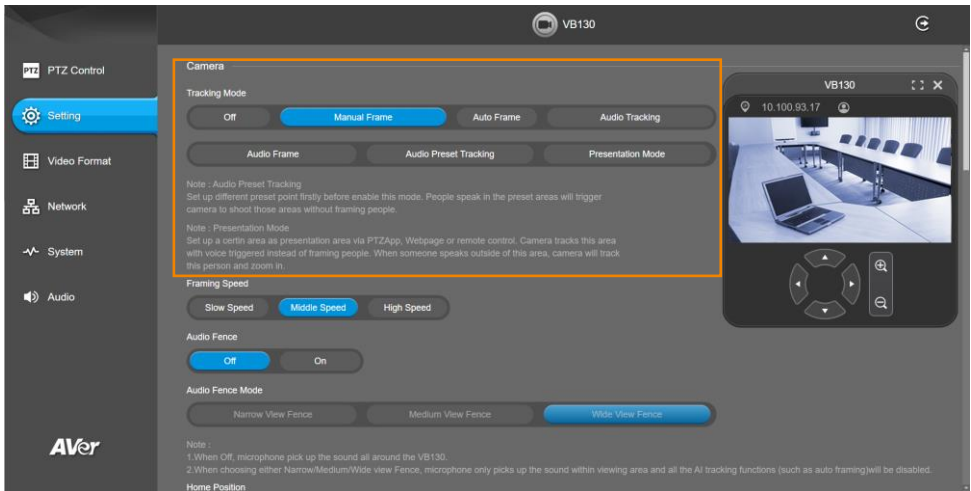 VB130
PTZ PTZ Control
Setting
Video Format
Network
System
Audio
AVer
Camera
Tracking Mode
Off Manual Frame Auto Frame Audio Tracking
Audio Frame Audio Preset Tracking Presentation Mode
Note : Audio Preset Tracking
Set up different preset point firstly before enable this mode. People speak in the preset areas will trigger
camera to shoot those areas without framing people.
Note : Presentation Mode
Set up a certin area as presentation area via PTZApp, Webpage or remote control. Camera tracks this area
with voice triggered instead of framing people. When someone speaks outside of this area, camera will track
this person and zoom in.
Framing Speed
Slow Speed Middle Speed High Speed
Audio Fence
Off On
Audio Fence Mode
Narrow View Fence Medium View Fence Wide View Fence
Note :
1.When Off, microphone pick up the sound all around the VB130.
2.When choosing either Narrow/Medium/Wide view Fence, microphone only picks up the sound within viewing area and all the AI tracking functions (such as auto framing)will be disabled.
Home Position
VB130
10.100.93.17